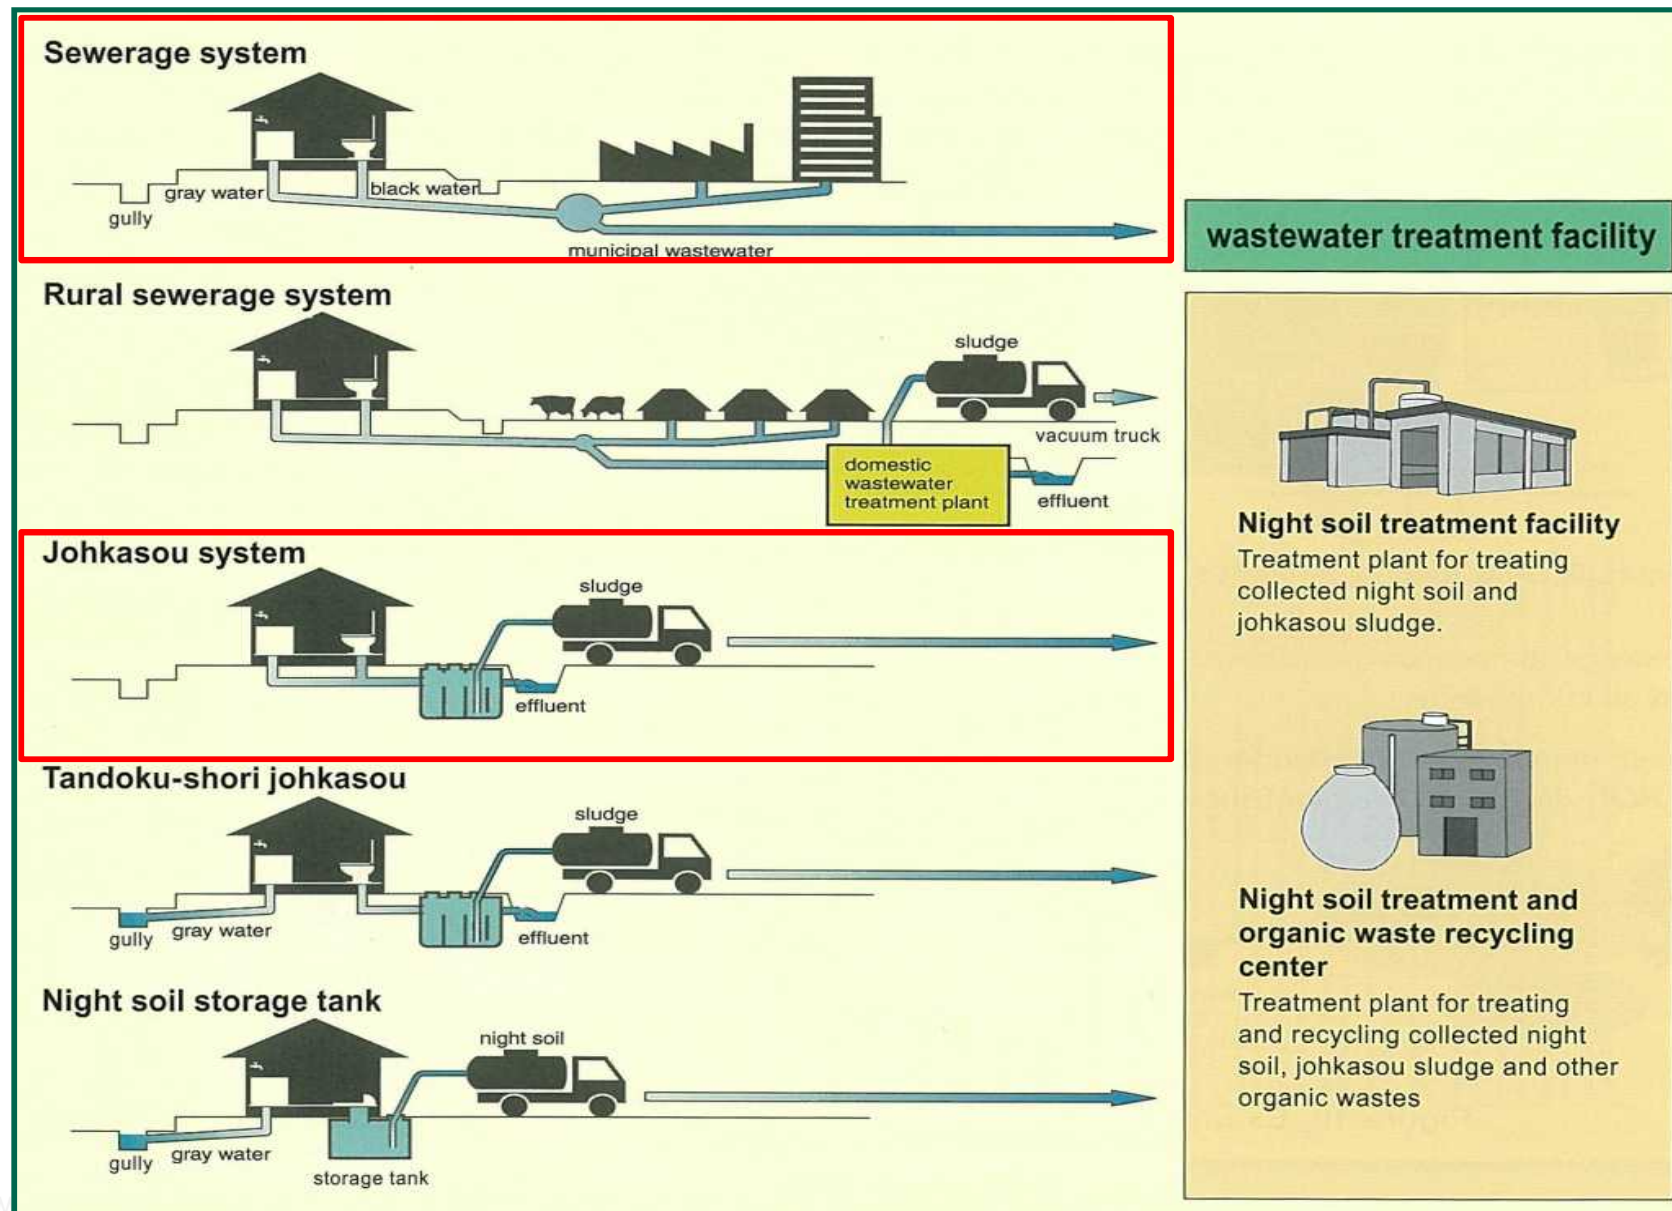 Sewerage system
gray water
black water
gully
municipal wastewater
Rural sewerage system
sludge
vacuum truck
domestic
wastewater
treatment plant
effluent
Johkasou system
sludge
effluent
Tandoku-shori johkasou
sludge
gully
gray water
effluent
Night soil storage tank
night soil
gully
gray water
storage tank
wastewater treatment facility
Night soil treatment facility
Treatment plant for treating
collected night soil and
johkasou sludge.
Night soil treatment and
organic waste recycling
center
Treatment plant for treating
and recycling collected night
soil, johkasou sludge and other
organic wastes